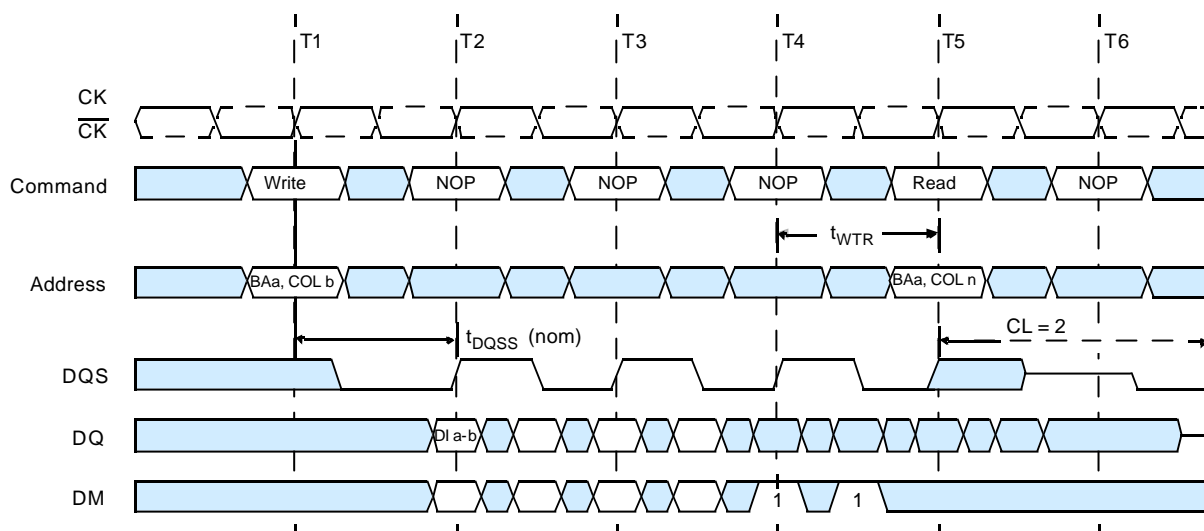 T1 T2 T3 T4 T5 T6
CK
CK
Command Write NOP NOP NOP Read NOP
tWTR
Address BAa, COL b BAa, COL n
tDQSS (nom) CL = 2
DQS
DQ DI a-b
DM 1 1